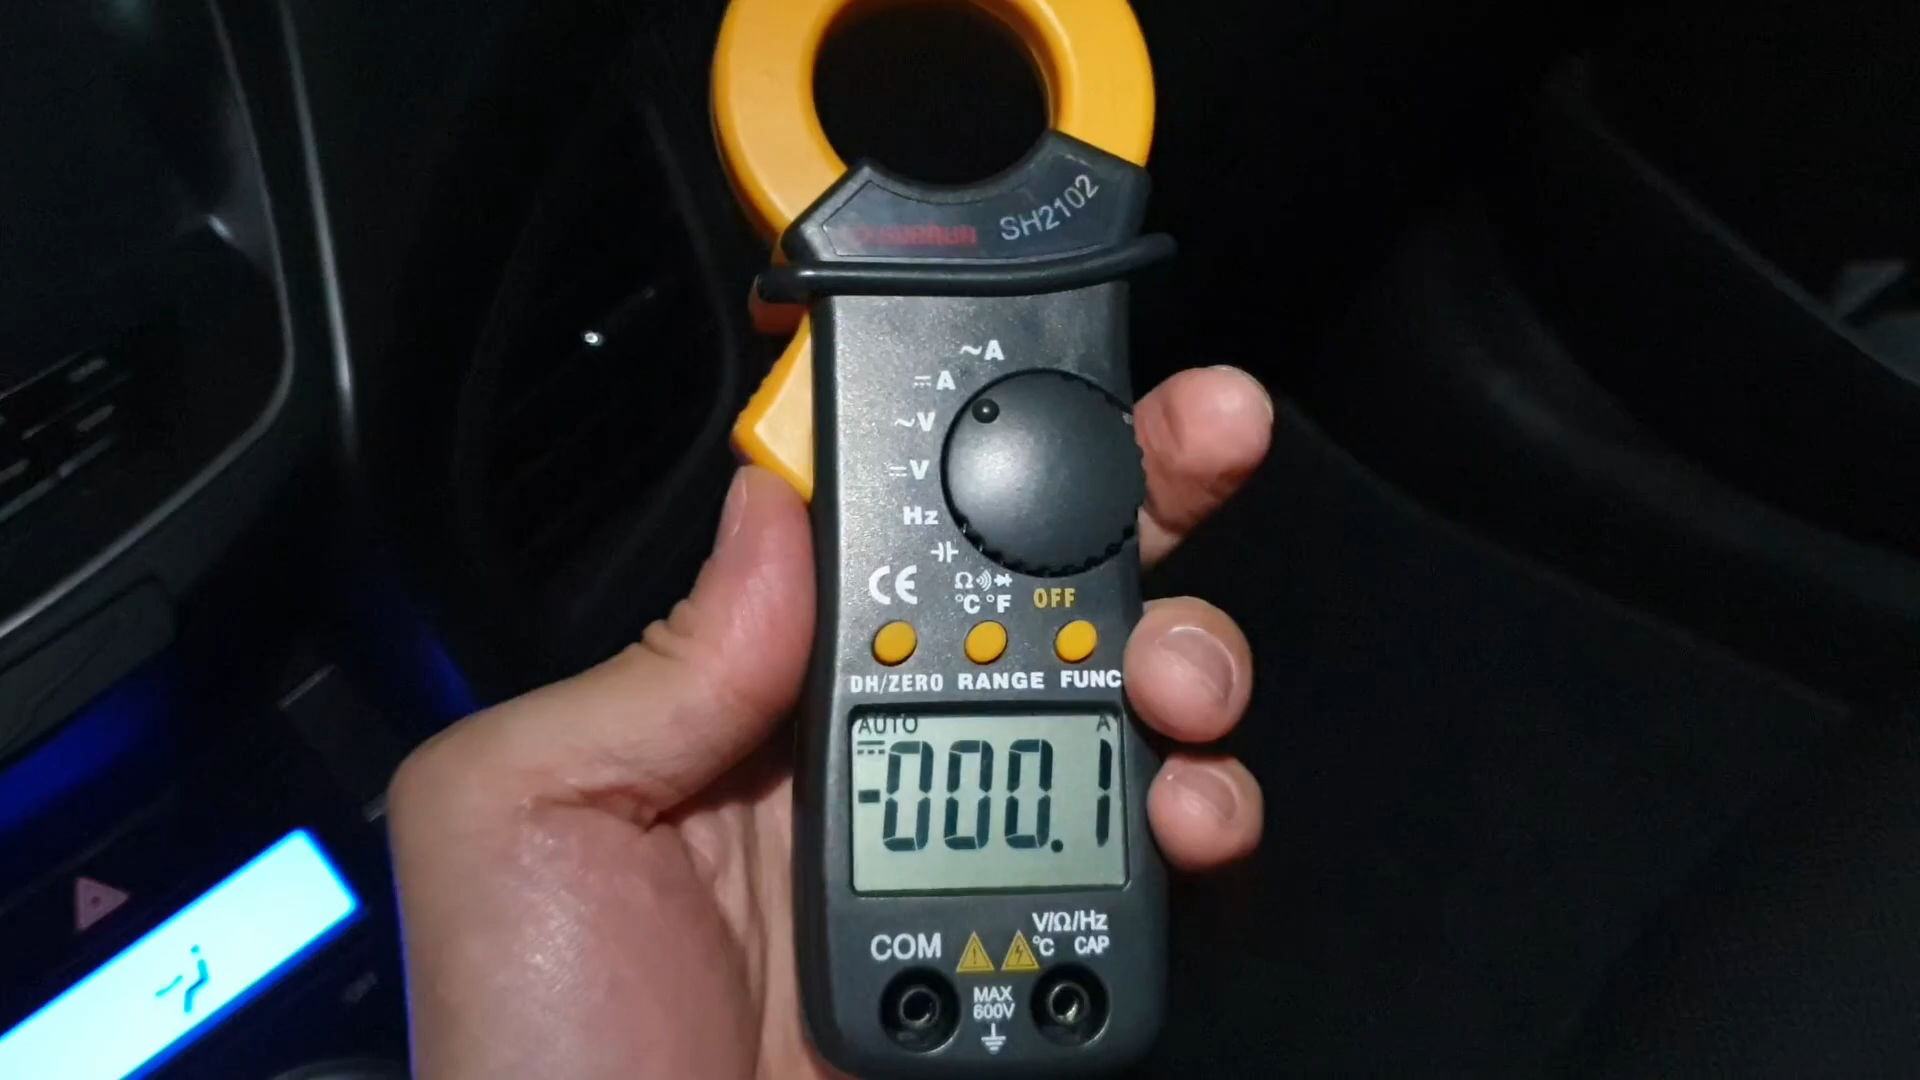 SH2102
~A
⎓A
~V
⎓V
Hz
CE
Ω
°C °F
OFF
DH/ZERO RANGE FUNC
AUTO A
-000.1
V/Ω/Hz
COM °C CAP
MAX
600V